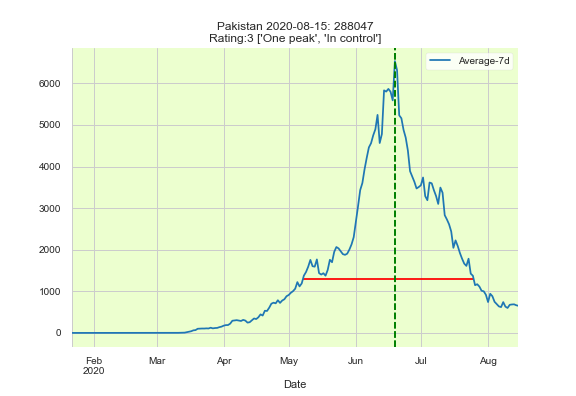 Pakistan 2020-08-15: 288047
Rating:3 ['One peak', 'In control']
Average-7d
6000
5000
4000
3000
2000
1000
0
Feb Mar Apr May Jun Jul Aug
2020
Date